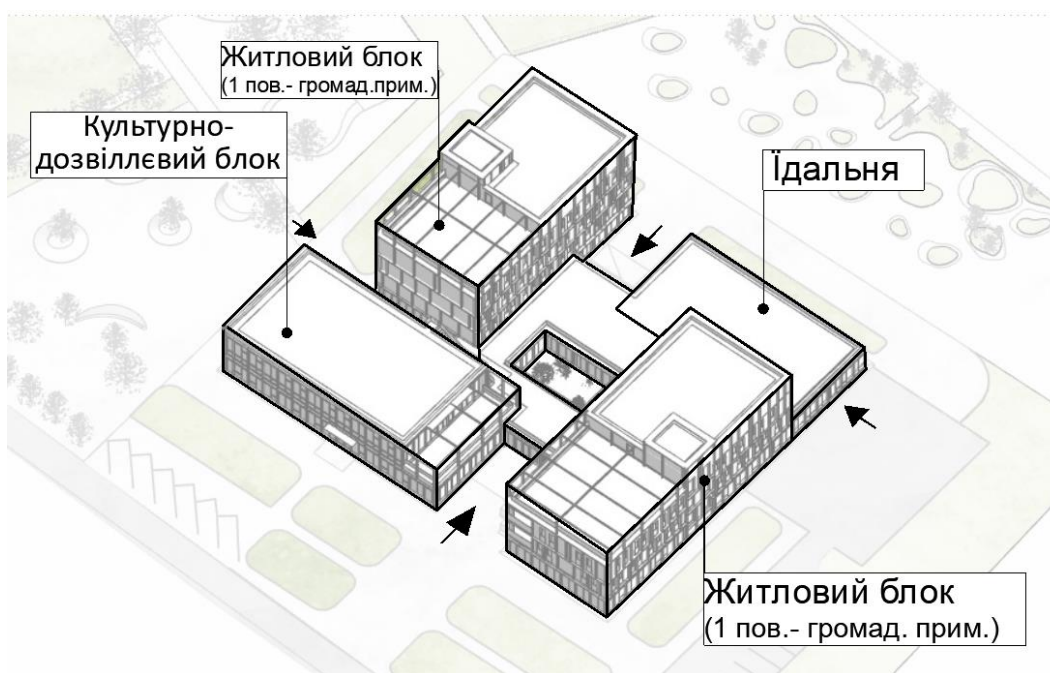 Житловий блок
(1 пов.- громад.прим.)
Культурно-
дозвіллєвий блок
Їдальня
Житловий блок
(1 пов.- громад. прим.)